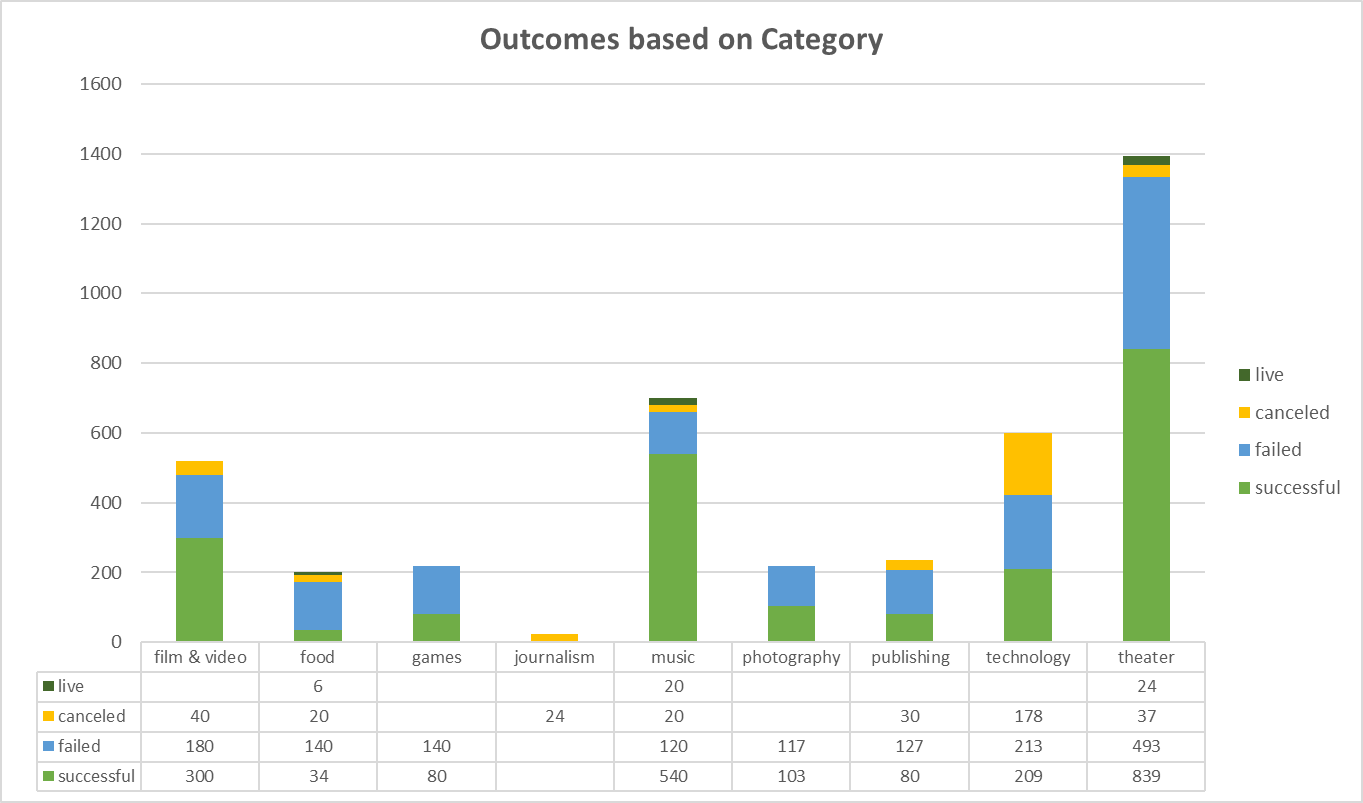 Outcomes based on Category
1600
1400
1200
1000
800
600
400
200
0
live
canceled
failed
successful
film & video food games journalism music photography publishing technology theater
live 6 20 24
canceled 40 20 24 20 30 178 37
failed 180 140 140 120 117 127 213 493
successful 300 34 80 540 103 80 209 839